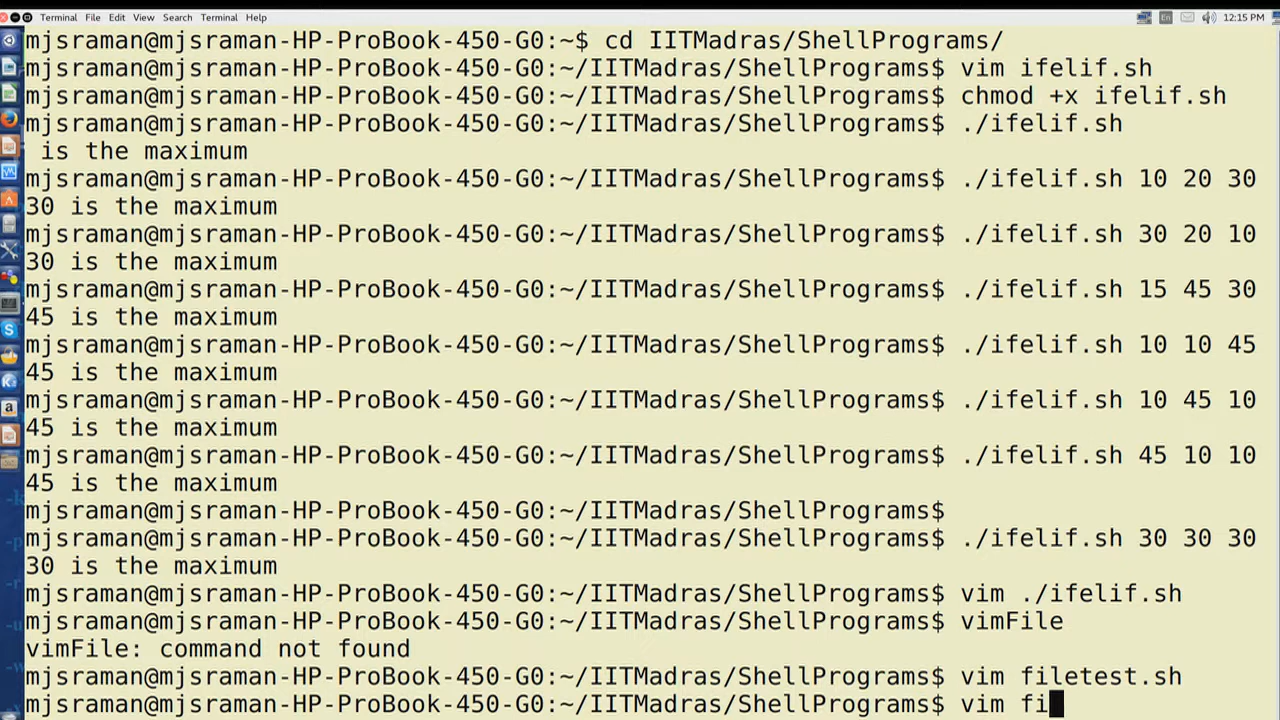 Terminal File Edit View Search Terminal Help En 12:15 PM
mjsraman@mjsraman-HP-ProBook-450-G0:~$ cd IITMadras/ShellPrograms/
mjsraman@mjsraman-HP-ProBook-450-G0:~/IITMadras/ShellPrograms$ vim ifelif.sh
mjsraman@mjsraman-HP-ProBook-450-G0:~/IITMadras/ShellPrograms$ chmod +x ifelif.sh
mjsraman@mjsraman-HP-ProBook-450-G0:~/IITMadras/ShellPrograms$ ./ifelif.sh
is the maximum
mjsraman@mjsraman-HP-ProBook-450-G0:~/IITMadras/ShellPrograms$ ./ifelif.sh 10 20 30
30 is the maximum
mjsraman@mjsraman-HP-ProBook-450-G0:~/IITMadras/ShellPrograms$ ./ifelif.sh 30 20 10
30 is the maximum
mjsraman@mjsraman-HP-ProBook-450-G0:~/IITMadras/ShellPrograms$ ./ifelif.sh 15 45 30
45 is the maximum
mjsraman@mjsraman-HP-ProBook-450-G0:~/IITMadras/ShellPrograms$ ./ifelif.sh 10 10 45
45 is the maximum
mjsraman@mjsraman-HP-ProBook-450-G0:~/IITMadras/ShellPrograms$ ./ifelif.sh 10 45 10
45 is the maximum
mjsraman@mjsraman-HP-ProBook-450-G0:~/IITMadras/ShellPrograms$ ./ifelif.sh 45 10 10
45 is the maximum
mjsraman@mjsraman-HP-ProBook-450-G0:~/IITMadras/ShellPrograms$
mjsraman@mjsraman-HP-ProBook-450-G0:~/IITMadras/ShellPrograms$ ./ifelif.sh 30 30 30
30 is the maximum
mjsraman@mjsraman-HP-ProBook-450-G0:~/IITMadras/ShellPrograms$ vim ./ifelif.sh
mjsraman@mjsraman-HP-ProBook-450-G0:~/IITMadras/ShellPrograms$ vimFile
vimFile: command not found
mjsraman@mjsraman-HP-ProBook-450-G0:~/IITMadras/ShellPrograms$ vim filetest.sh
mjsraman@mjsraman-HP-ProBook-450-G0:~/IITMadras/ShellPrograms$ vim fi